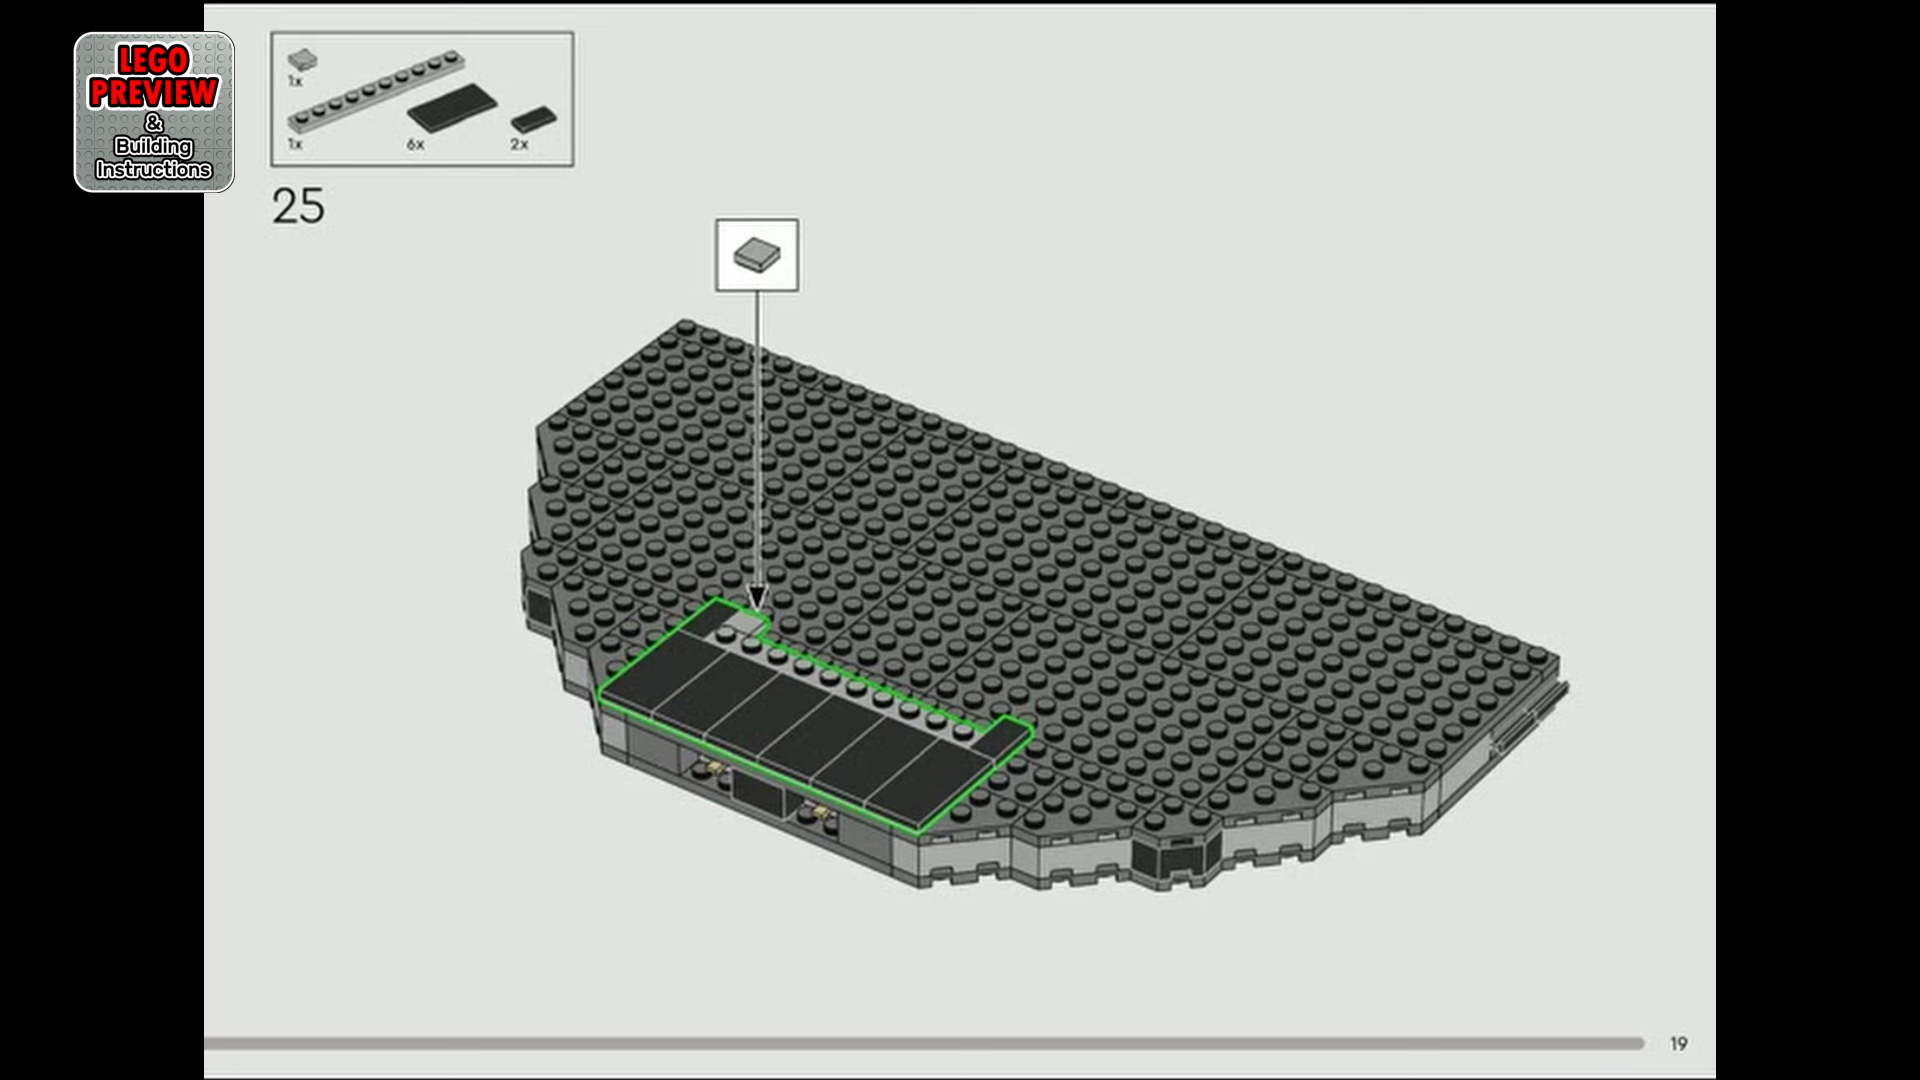 LEGO
PREVIEW
&
Building
Instructions
1x
1x
6x
2x
25
19